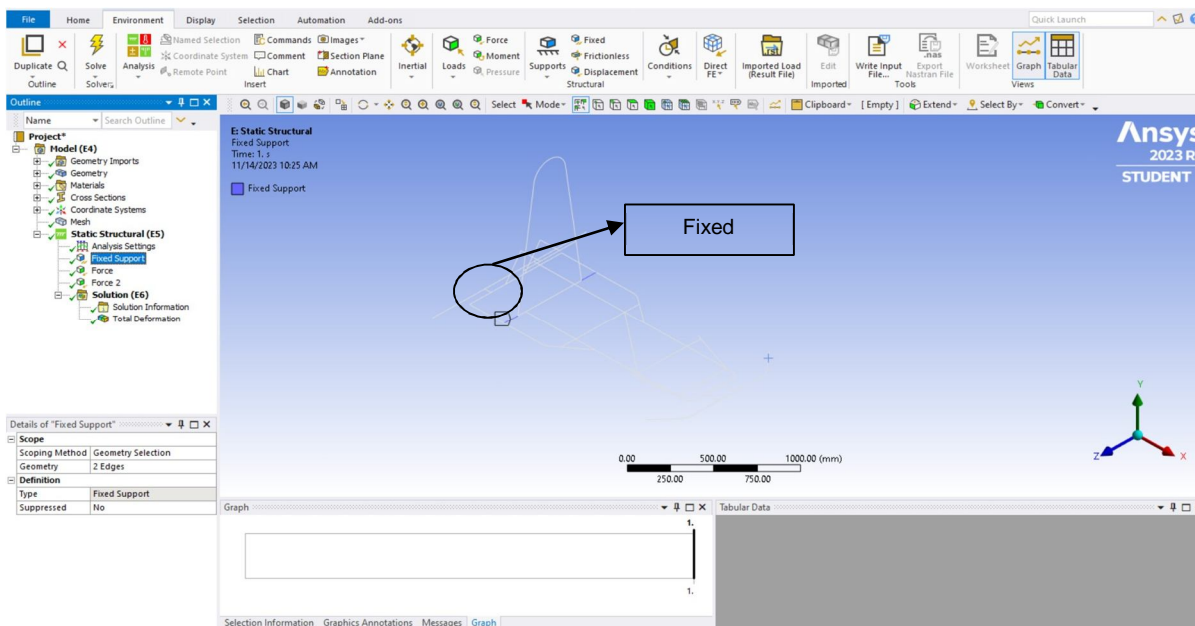 File Home Environment Display Selection Automation Add-ons Quick Launch
Duplicate Q Solve Analysis Named Selection Commands Images Inertial Loads Force Supports Fixed Conditions Direct FE Imported Load (Result File) Edit Write Input File... Export Nastran File Worksheet Graph Tabular Data
Coordinate System Comment Section Plane Moment Frictionless
Remote Point Chart Annotation Pressure Displacement .nas
Outline Solver Insert Structural Imported Tools Views
Outline
Select Mode Clipboard [ Empty ] Extend Select By Convert
Name Search Outline
Project*
Model (E4)
Geometry Imports
Geometry
Materials
Cross Sections
Coordinate Systems
Mesh
Static Structural (E5)
Analysis Settings
Fixed Support
Force
Force 2
Solution (E6)
Solution Information
Total Deformation
E: Static Structural
Fixed Support
Time: 1. s
11/14/2023 10:25 AM
Fixed Support
Fixed
Ansys
2023 R
STUDENT
Y
Z X
0.00 500.00 1000.00 (mm)
250.00 750.00
Details of "Fixed Support"
Scope
Scoping Method Geometry Selection
Geometry 2 Edges
Definition
Type Fixed Support
Suppressed No
Graph
1.
1.
Tabular Data
Selection Information Graphics Annotations Messages Graph